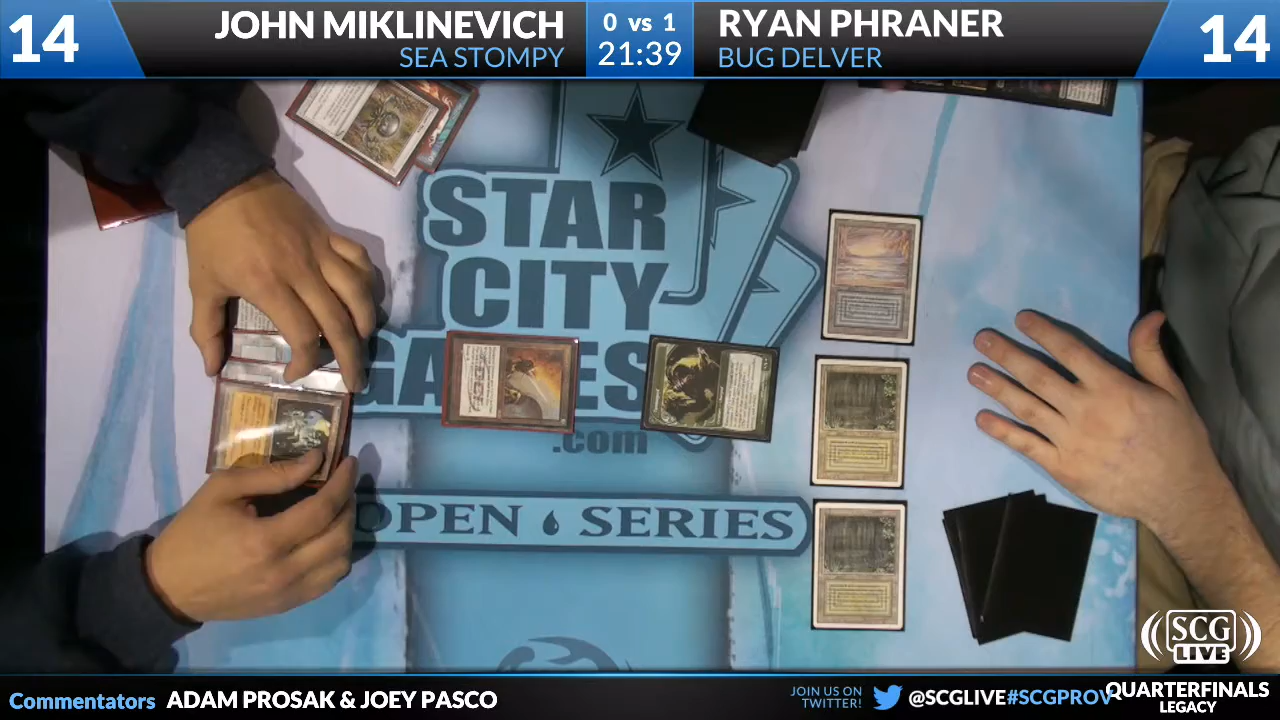 14
JOHN MIKLINEVICH
SEA STOMPY
0 vs 1
21:39
RYAN PHRANER
BUG DELVER
14
STAR
CITY
GAMES
.com
OPEN SERIES
SCG
LIVE
Commentators ADAM PROSAK & JOEY PASCO
JOIN US ON
TWITTER!
@SCGLIVE #SCGPROV
QUARTERFINALS
LEGACY